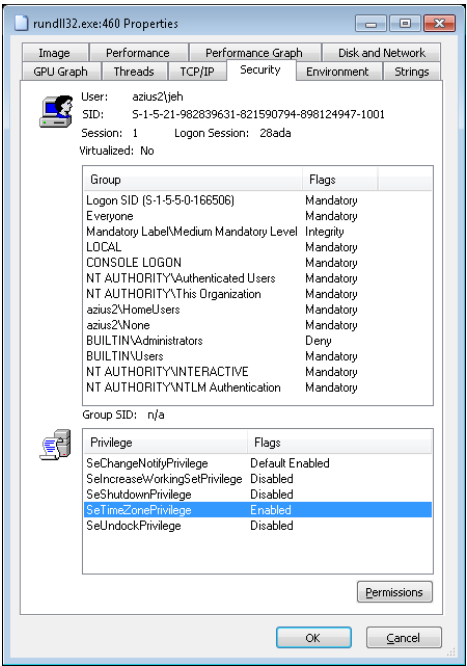 rundll32.exe:460 Properties
Image Performance Performance Graph Disk and Network
GPU Graph Threads TCP/IP Security Environment Strings
User: azius2\jeh
SID: S-1-5-21-982839631-821590794-898124947-1001
Session: 1 Logon Session: 28ada
Virtualized: No
Group Flags
Logon SID (S-1-5-5-0-166506) Mandatory
Everyone Mandatory
Mandatory Label\Medium Mandatory Level Integrity
LOCAL Mandatory
CONSOLE LOGON Mandatory
NT AUTHORITY\Authenticated Users Mandatory
NT AUTHORITY\This Organization Mandatory
azius2\HomeUsers Mandatory
azius2\None Mandatory
BUILTIN\Administrators Deny
BUILTIN\Users Mandatory
NT AUTHORITY\INTERACTIVE Mandatory
NT AUTHORITY\NTLM Authentication Mandatory
Group SID: n/a
Privilege Flags
SeChangeNotifyPrivilege Default Enabled
SeIncreaseWorkingSetPrivilege Disabled
SeShutdownPrivilege Disabled
SeTimeZonePrivilege Enabled
SeUndockPrivilege Disabled
Permissions
OK Cancel